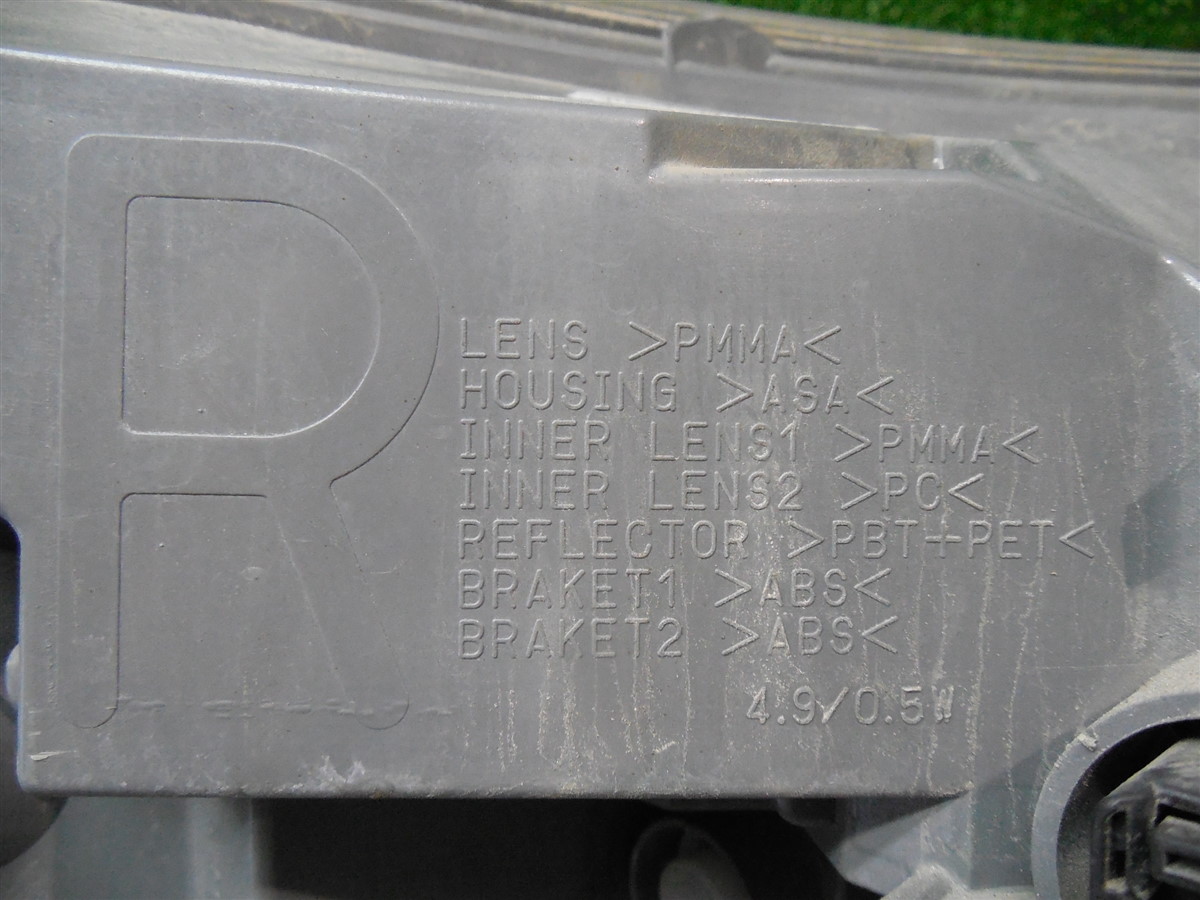 R
LENS >PMMA<
HOUSING >ASA<
INNER LENS1 >PMMA<
INNER LENS2 >PC<
REFLECTOR >PBT+PET<
BRAKET1 >ABS<
BRAKET2 >ABS<
4.9/0.5W